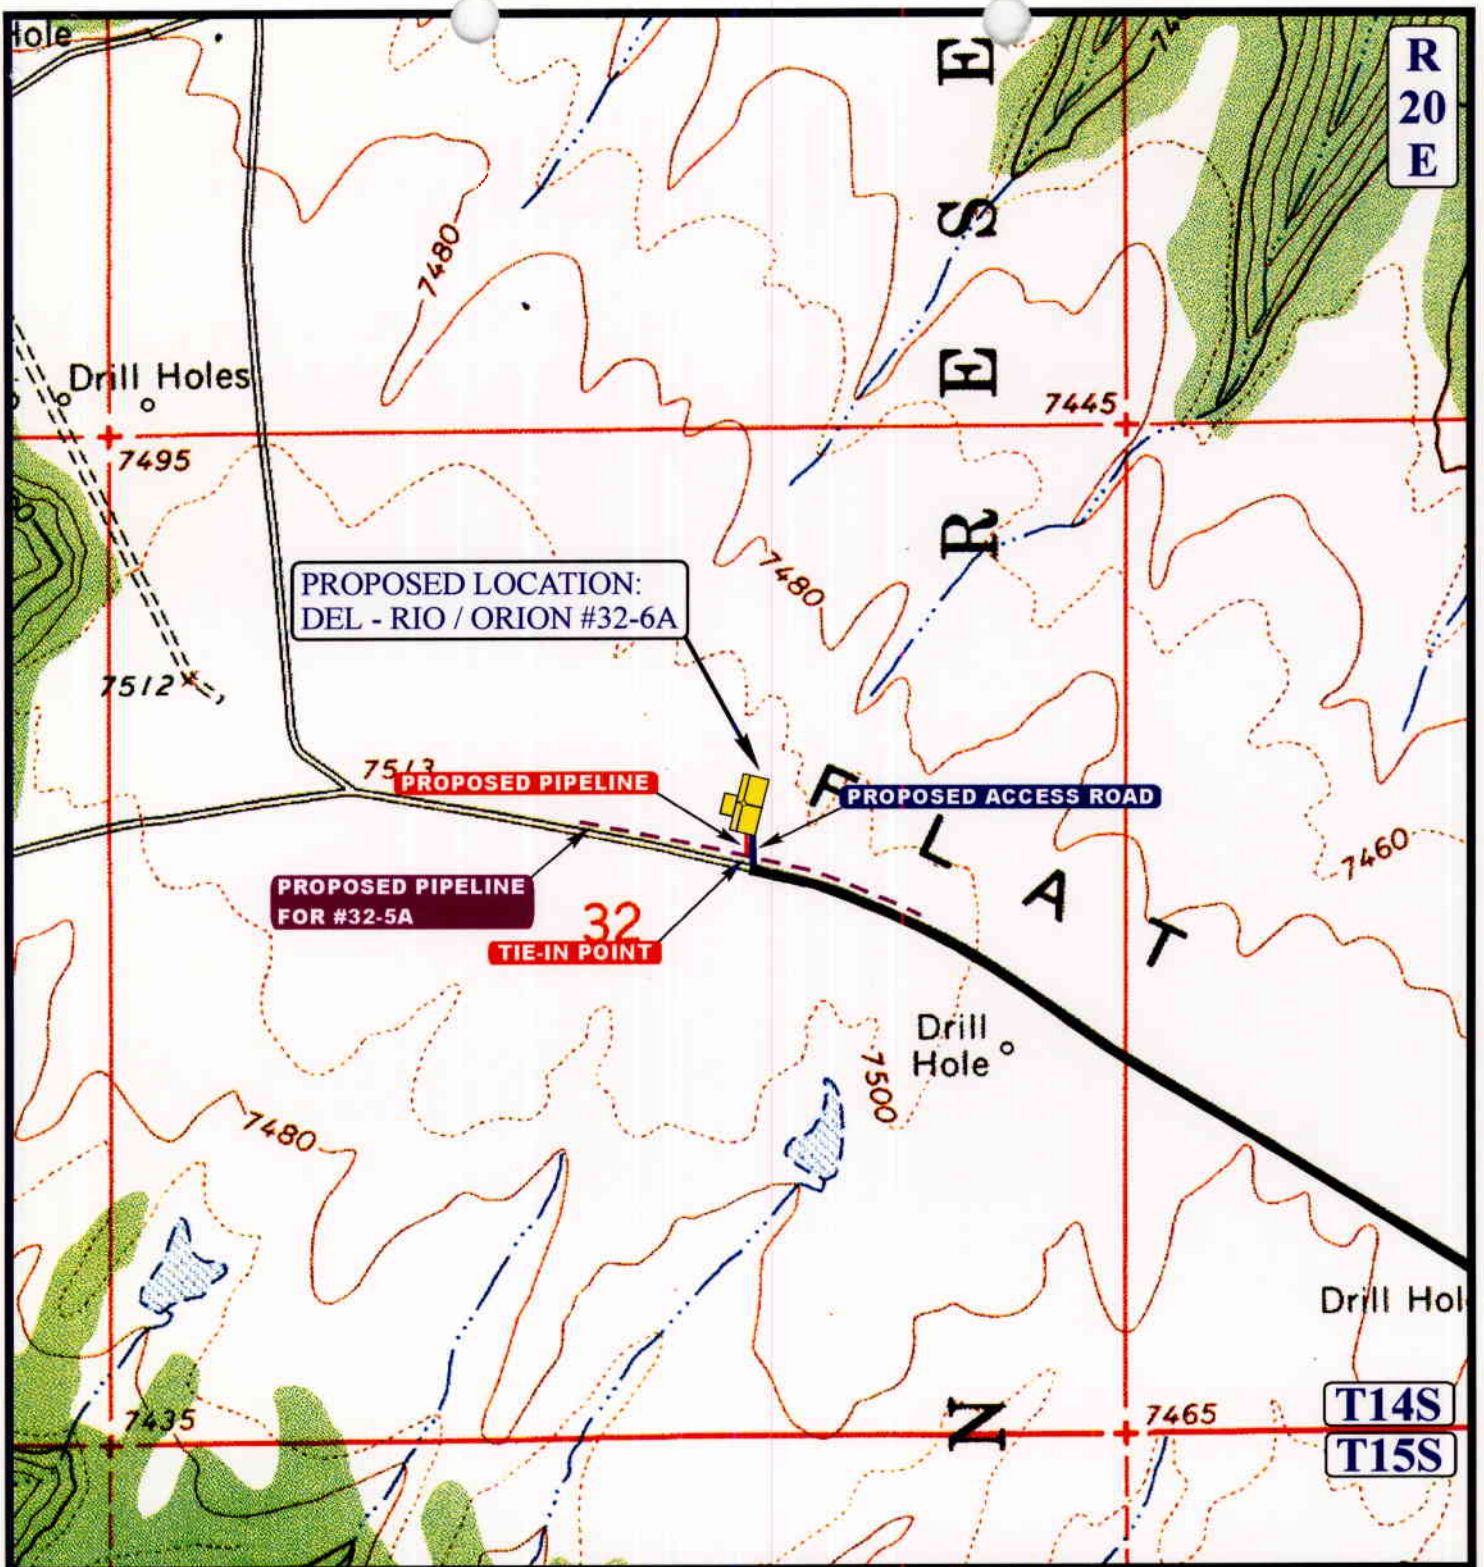 Hole
R
20
E
E
S
E
R
7480
Drill Holes
7445
7495
7480
PROPOSED LOCATION:
DEL - RIO / ORION #32-6A
7512
7513
PROPOSED PIPELINE
PROPOSED ACCESS ROAD
F
L
A
T
7460
PROPOSED PIPELINE
FOR #32-5A
32
TIE-IN POINT
Drill
Hole
7500
7480
Drill Hol
N
7435
7465
T14S
T15S